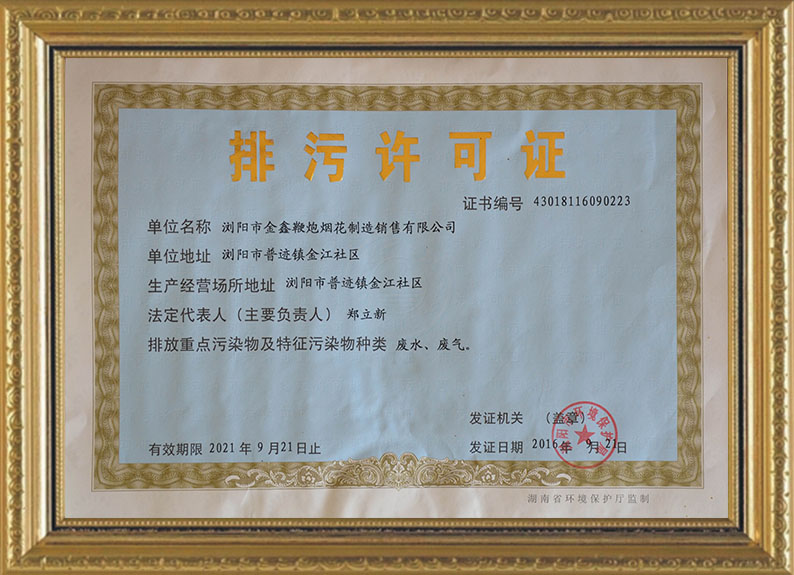 排污许可证
证书编号 43018116090223
单位名称 浏阳市金鑫鞭炮烟花制造销售有限公司
单位地址 浏阳市普迹镇金江社区
生产经营场所地址 浏阳市普迹镇金江社区
法定代表人（主要负责人） 郑立新
排放重点污染物及特征污染物种类 废水、废气。
发证机关 （盖章）
有效期限 2021年9月21日止
发证日期 2016年9月21日
环境保护局
湖南省环境保护厅监制